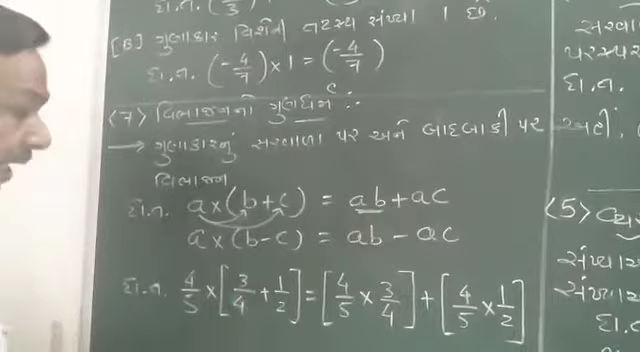 દા.ત. (/3)
[B] ગુણાકાર વિશેની તટસ્થ સંખ્યા 1 છે.
દા.ત. (-4/7) × 1 = (-4/7)
<7> વિભાજનનો ગુણધર્મ :
→ ગુણાકારનું સરવાળા પર અને બાદબાકી પર
વિભાજન
દા.ત. a×(b+c) = ab+ac
a×(b-c) = ab-ac
દા.ત. 4/5 × [3/4 + 1/2] = [4/5 × 3/4] + [4/5 × 1/2]
સરવા
પરસ્પર
દા.ત.
<5>
સંખ્યા
સંખ્યા
દા.ત